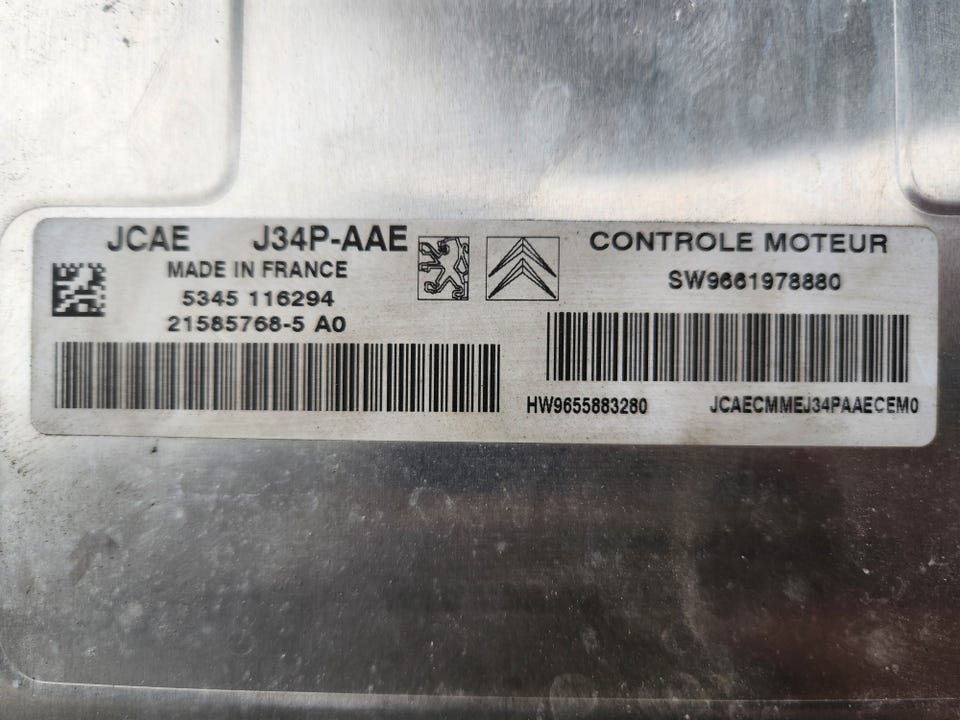 JCAE J34P-AAE
MADE IN FRANCE
5345 116294
21585768-5 A0
CONTROLE MOTEUR
SW9661978880
HW9655883280 JCAECMMEJ34PAAECEM0